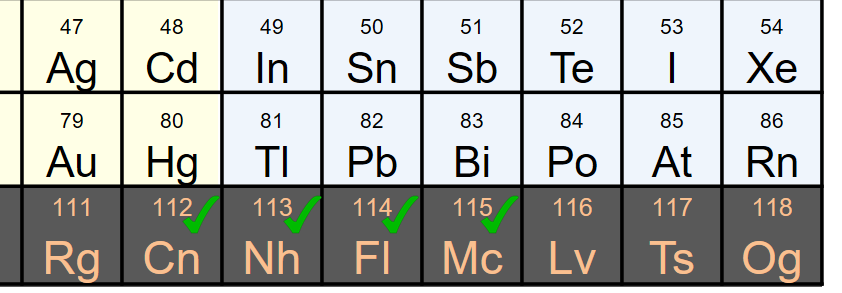 47 48 49 50 51 52 53 54
Ag Cd In Sn Sb Te I Xe
79 80 81 82 83 84 85 86
Au Hg Tl Pb Bi Po At Rn
111 112 113 114 115 116 117 118
Rg Cn Nh Fl Mc Lv Ts Og